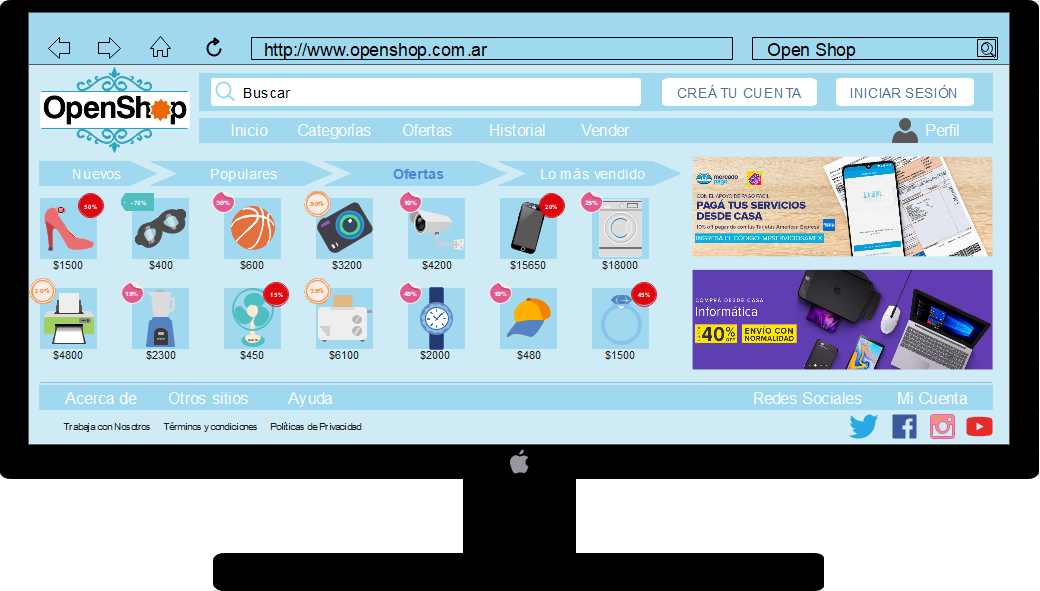 http://www.openshop.com.ar
Open Shop
OpenShop
Buscar
CREÁ TU CUENTA
INICIAR SESIÓN
Inicio
Categorías
Ofertas
Historial
Vender
Perfil
Nuevos
Populares
Ofertas
Lo más vendido
50%
-70%
30%
50%
10%
20%
25%
$1500
$400
$600
$3200
$4200
$15650
$18000
15%
15%
45%
10%
45%
$4800
$2300
$450
$6100
$2000
$480
$1500
mercado
pago
CON EL APOYO DE PAGO FÁCIL
PAGÁ TUS SERVICIOS
DESDE CASA
10% off pagando con tus Tarjetas American Express
INGRESÁ EL CÓDIGO: MPSERVICIOSAMEX
COMPRÁ DESDE CASA
Informática
40%
OFF
ENVÍO CON
NORMALIDAD
Acerca de
Otros sitios
Ayuda
Redes Sociales
Mi Cuenta
Trabaja con Nosotros
Términos y condiciones
Políticas de Privacidad